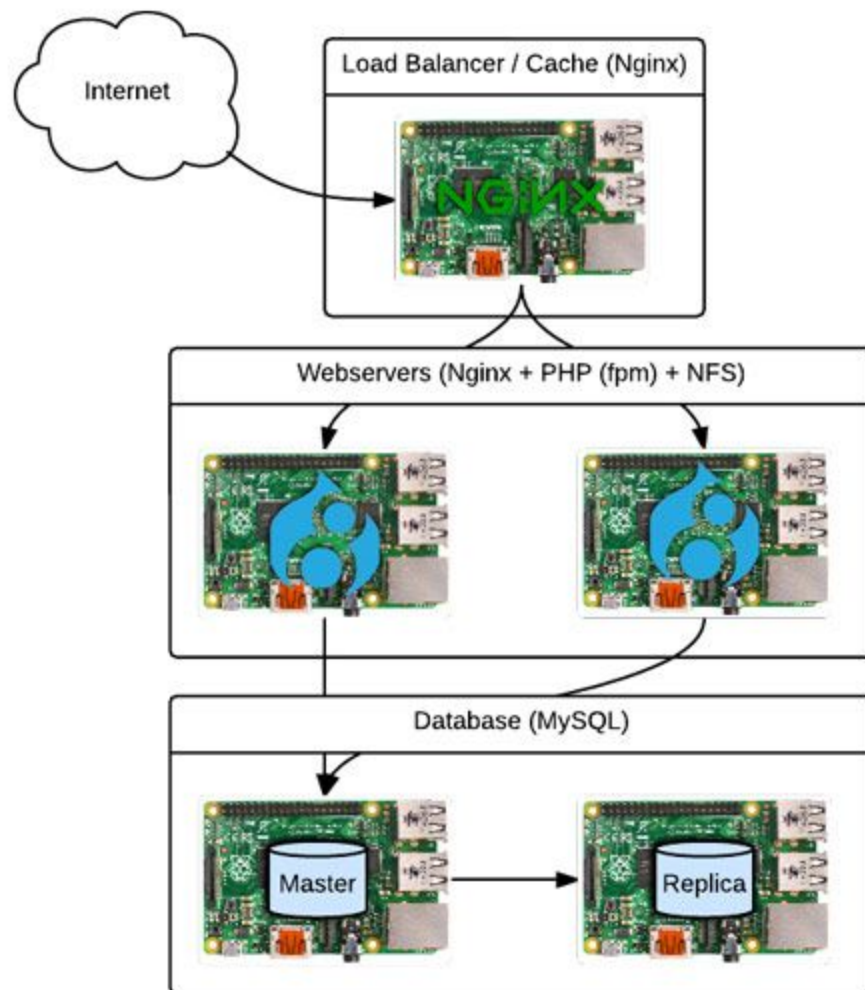 Internet
Load Balancer / Cache (Nginx)
NGiNX
Webservers (Nginx + PHP (fpm) + NFS)
Database (MySQL)
Master
Replica